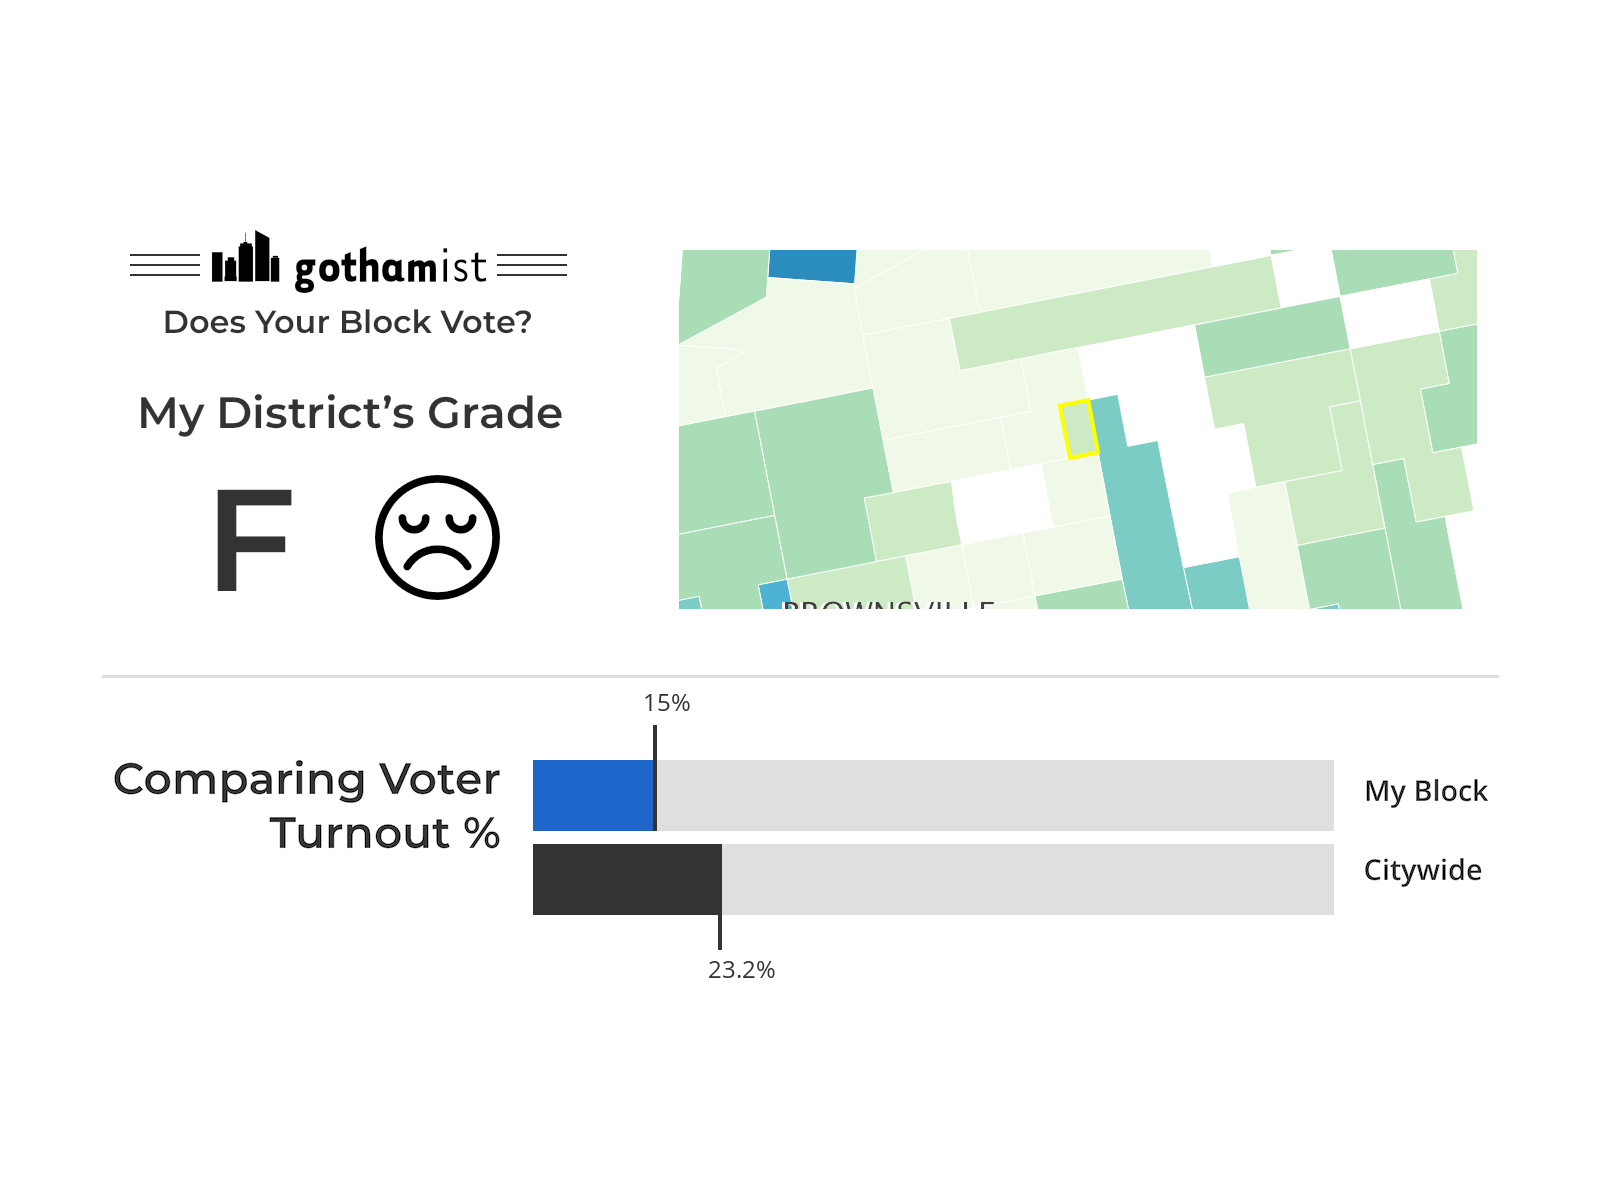 gothamist
Does Your Block Vote?
My District’s Grade
F
BROWNSVILLE
15%
Comparing Voter
Turnout %
My Block
Citywide
23.2%